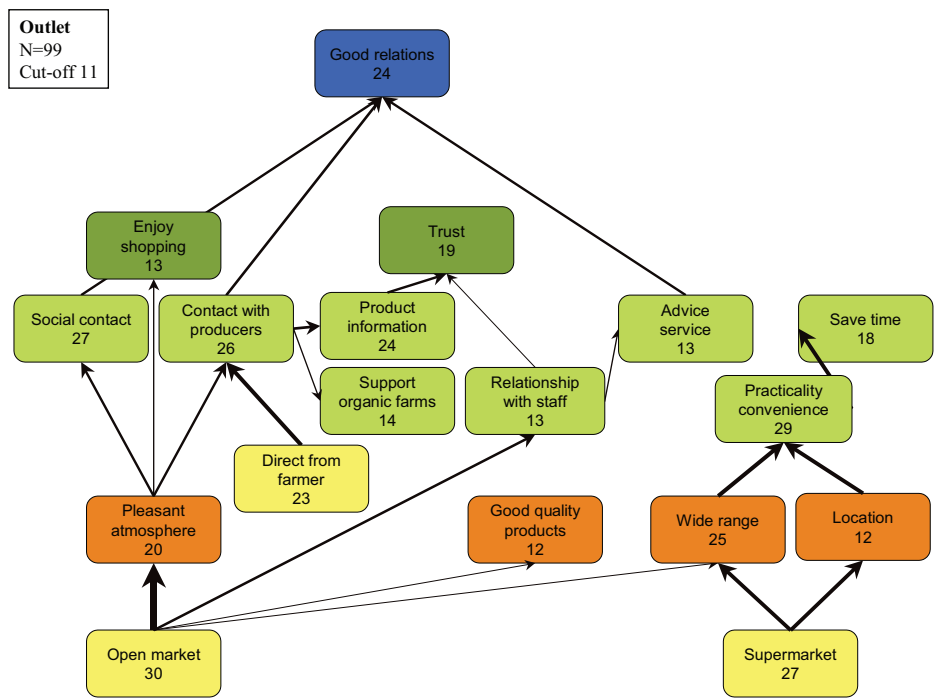 Outlet
N=99
Cut-off 11
Good relations
24
Enjoy
shopping
13
Trust
19
Social contact
27
Contact with
producers
26
Product
information
24
Advice
service
13
Save time
18
Support
organic farms
14
Relationship
with staff
13
Practicality
convenience
29
Direct from
farmer
23
Pleasant
atmosphere
20
Good quality
products
12
Wide range
25
Location
12
Open market
30
Supermarket
27